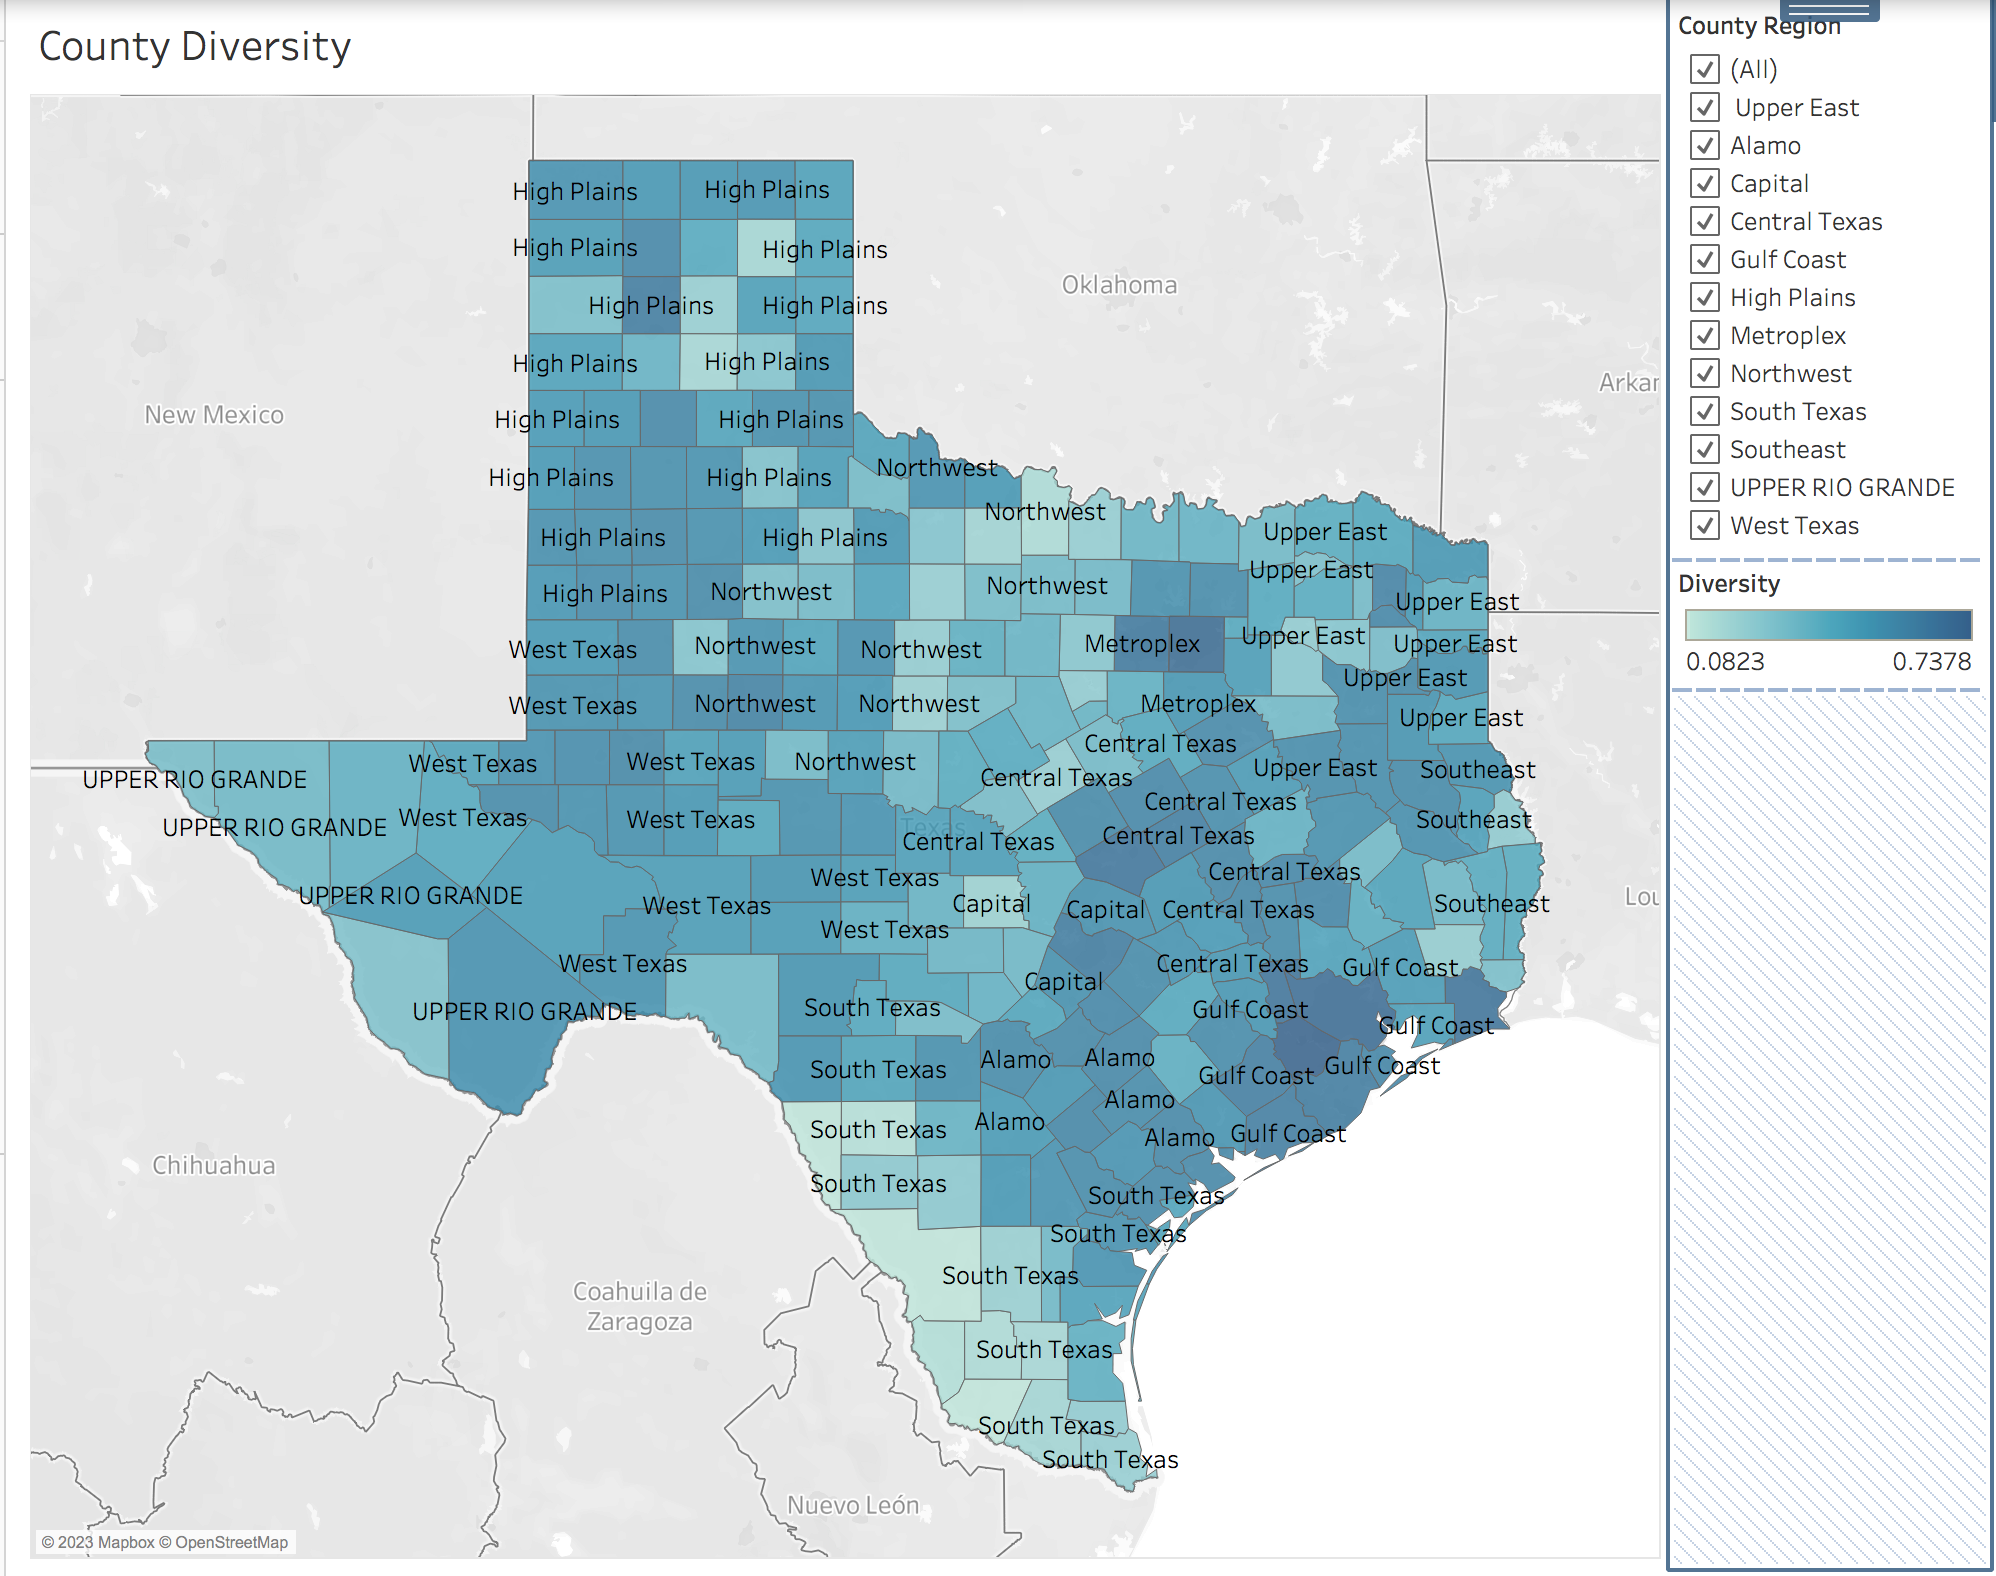 County Diversity
County Region
(All)
Upper East
Alamo
Capital
Central Texas
Gulf Coast
High Plains
Metroplex
Northwest
South Texas
Southeast
UPPER RIO GRANDE
West Texas
Diversity
0.0823 0.7378
High Plains High Plains
High Plains High Plains
Oklahoma
High Plains High Plains
High Plains High Plains
Arkar
New Mexico
High Plains High Plains
Northwest
High Plains High Plains
Northwest
Upper East
High Plains High Plains
Upper East
Northwest
High Plains Northwest
Upper East
Upper East
West Texas Northwest Northwest Metroplex Upper East
Upper East
West Texas Northwest Northwest Metroplex
Upper East
Central Texas
West Texas West Texas Northwest Upper East Southeast
UPPER RIO GRANDE Central Texas
Central Texas
West Texas West Texas Southeast
UPPER RIO GRANDE Texas
Central Texas Central Texas
Central Texas
West Texas
UPPER RIO GRANDE Lou
West Texas Capital Capital Central Texas Southeast
West Texas
West Texas Central Texas Gulf Coast
Capital
UPPER RIO GRANDE South Texas Gulf Coast
Gulf Coast
South Texas Alamo Alamo Gulf Coast Gulf Coast
Alamo
South Texas Alamo Alamo Gulf Coast
Chihuahua
South Texas South Texas
South Texas
South Texas
Coahuila de
Zaragoza
South Texas
South Texas
South Texas
Nuevo León
© 2023 Mapbox © OpenStreetMap